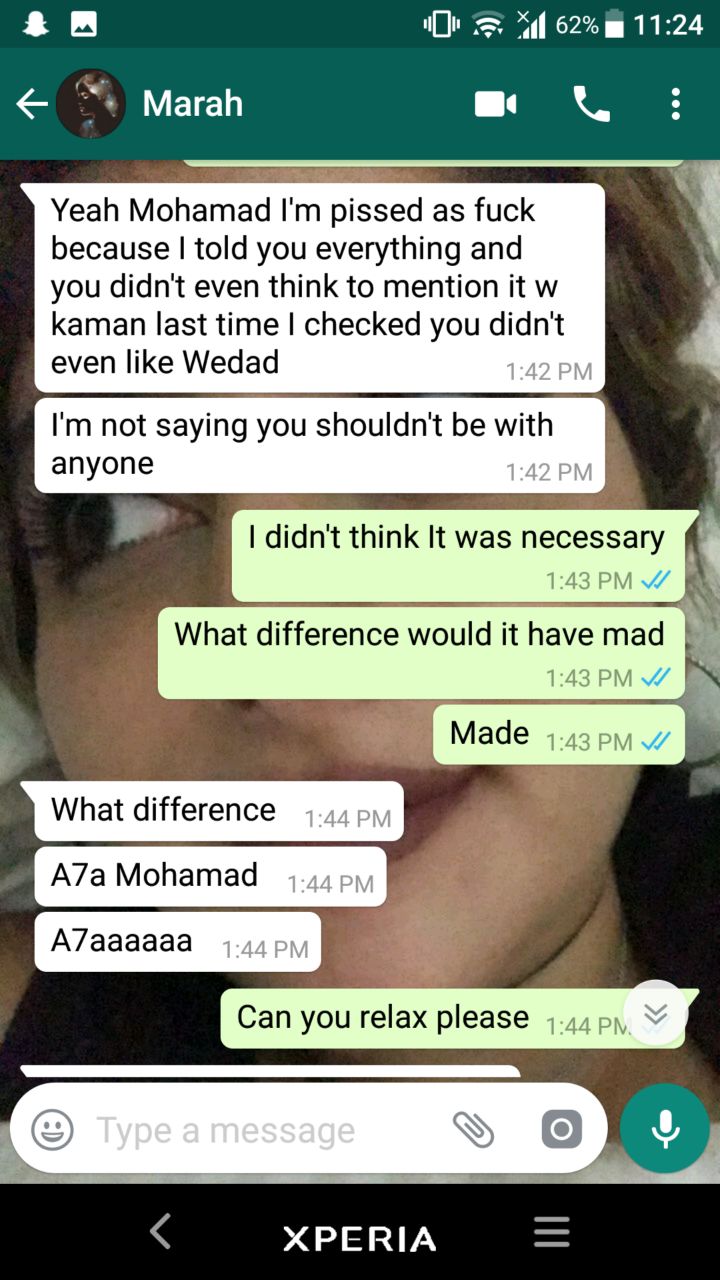 62% 11:24
Marah
Yeah Mohamad I'm pissed as fuck
because I told you everything and
you didn't even think to mention it w
kaman last time I checked you didn't
even like Wedad
1:42 PM
I'm not saying you shouldn't be with
anyone
1:42 PM
I didn't think It was necessary
1:43 PM
What difference would it have mad
1:43 PM
Made 1:43 PM
What difference 1:44 PM
A7a Mohamad 1:44 PM
A7aaaaaa 1:44 PM
Can you relax please 1:44 PM
Type a message
XPERIA